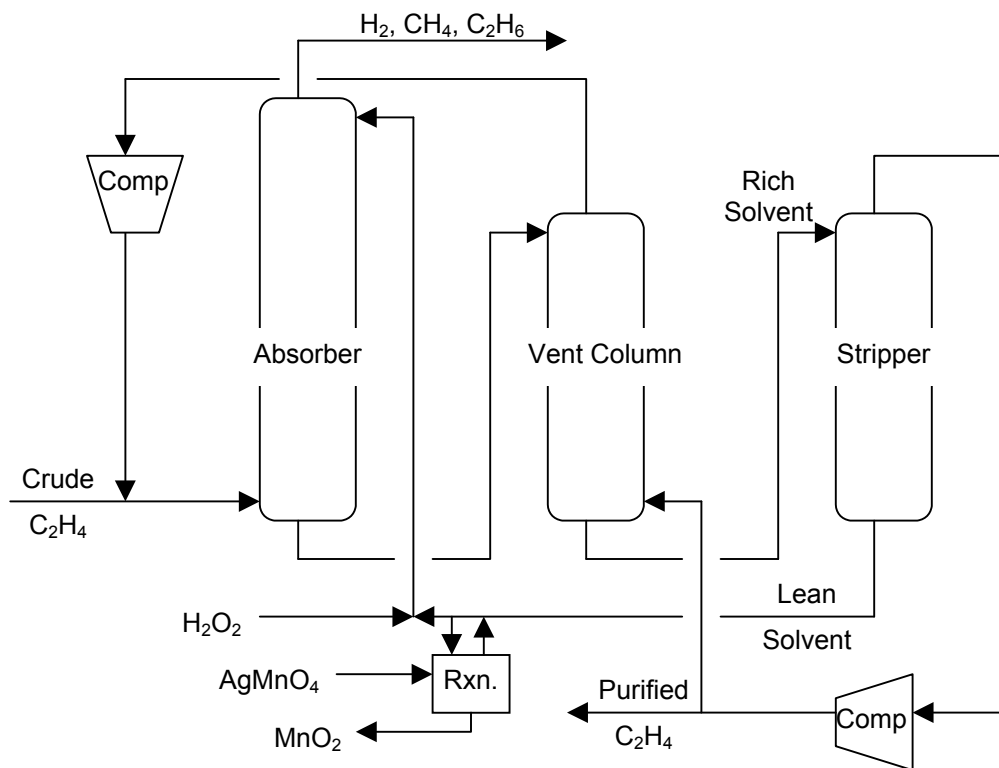 H₂, CH₄, C₂H₆
Comp
Rich
Solvent
Absorber
Vent Column
Stripper
Crude
C₂H₄
Lean
Solvent
H₂O₂
AgMnO₄
Rxn.
MnO₂
Purified
C₂H₄
Comp